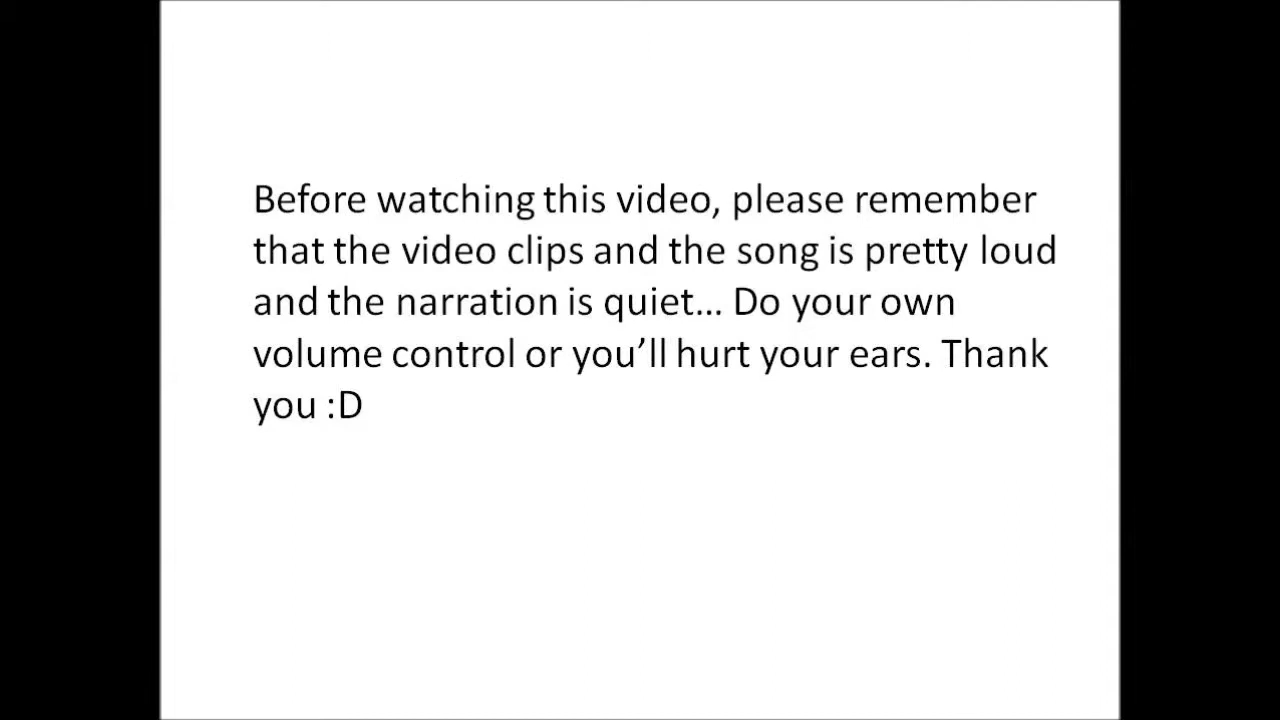 Before watching this video, please remember
that the video clips and the song is pretty loud
and the narration is quiet... Do your own
volume control or you’ll hurt your ears. Thank
you :D